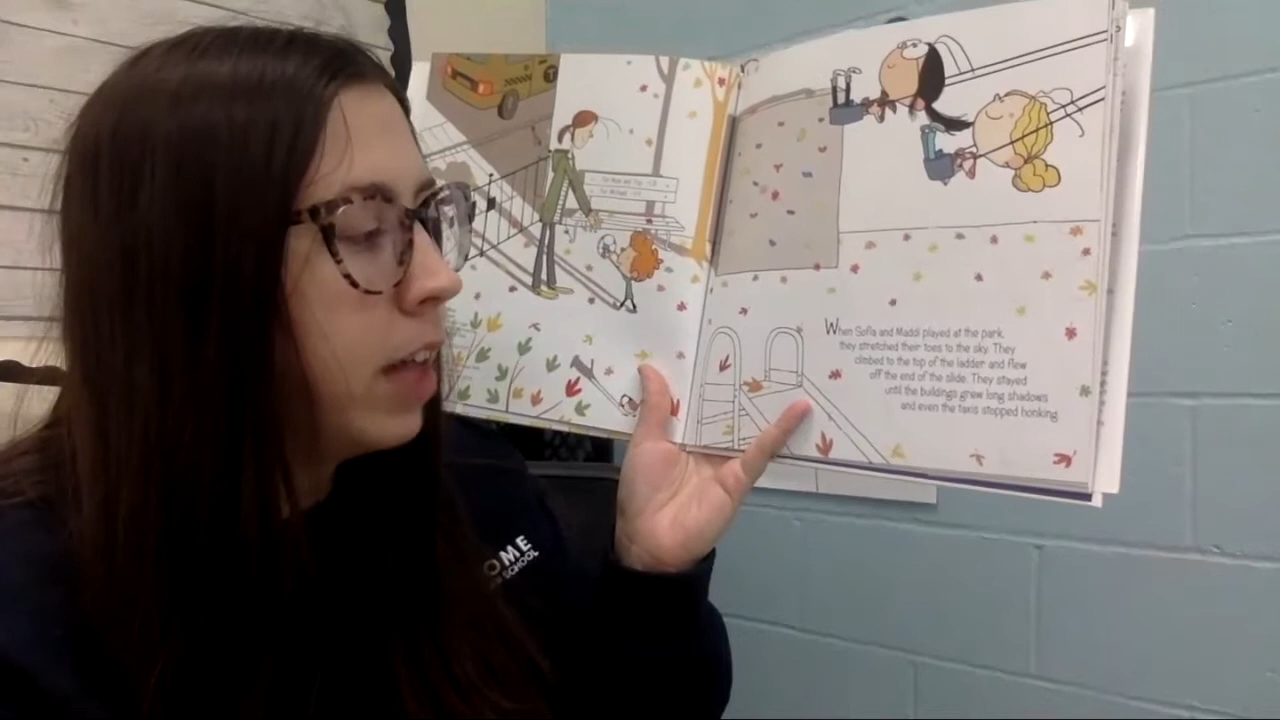 When Sofia and Maddi played at the park,
they stretched their toes to the sky. They
climbed to the top of the ladder and flew
off the end of the slide. They stayed
until the buildings grew long shadows
and even the taxis stopped honking.
OME
SCHOOL